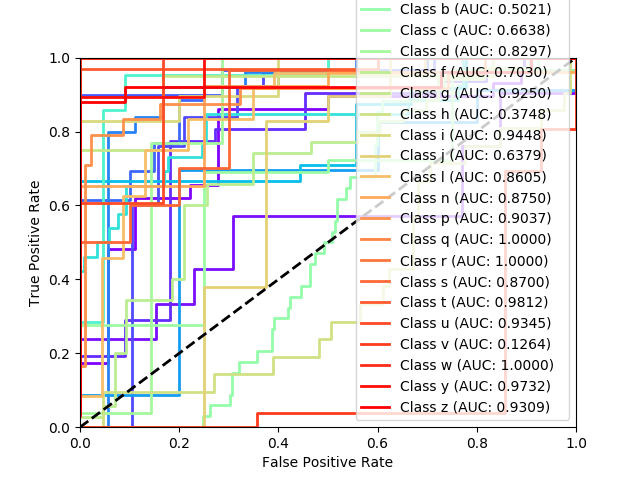 Class b (AUC: 0.5021)
Class c (AUC: 0.6638)
Class d (AUC: 0.8297)
Class f (AUC: 0.7030)
Class g (AUC: 0.9250)
Class h (AUC: 0.3748)
Class i (AUC: 0.9448)
Class j (AUC: 0.6379)
Class l (AUC: 0.8605)
Class n (AUC: 0.8750)
Class p (AUC: 0.9037)
Class q (AUC: 1.0000)
Class r (AUC: 1.0000)
Class s (AUC: 0.8700)
Class t (AUC: 0.9812)
Class u (AUC: 0.9345)
Class v (AUC: 0.1264)
Class w (AUC: 1.0000)
Class y (AUC: 0.9732)
Class z (AUC: 0.9309)
1.0
0.8
0.6
0.4
0.2
0.0
True Positive Rate
0.0 0.2 0.4 0.6 0.8 1.0
False Positive Rate